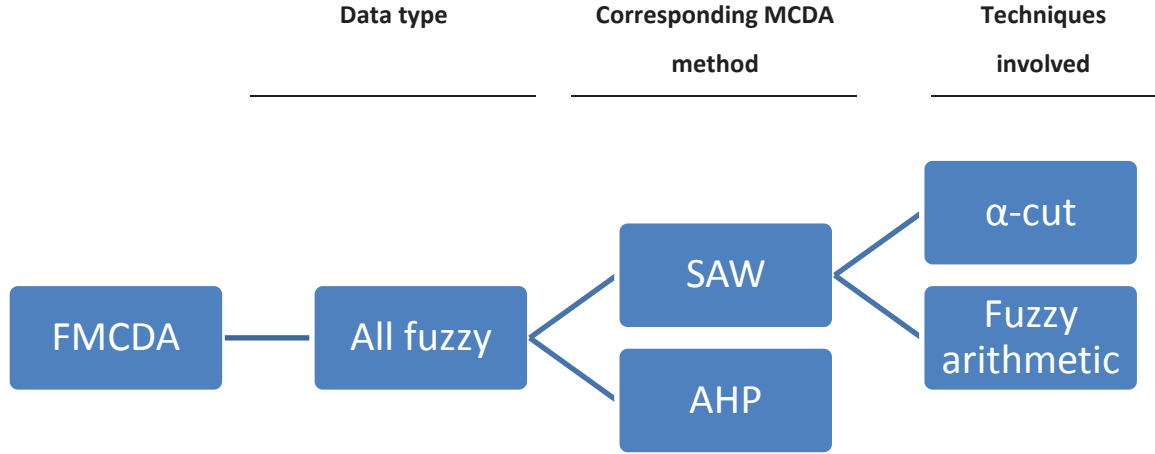 Data type
Corresponding MCDA
method
Techniques
involved
FMCDA
All fuzzy
SAW
AHP
α-cut
Fuzzy
arithmetic